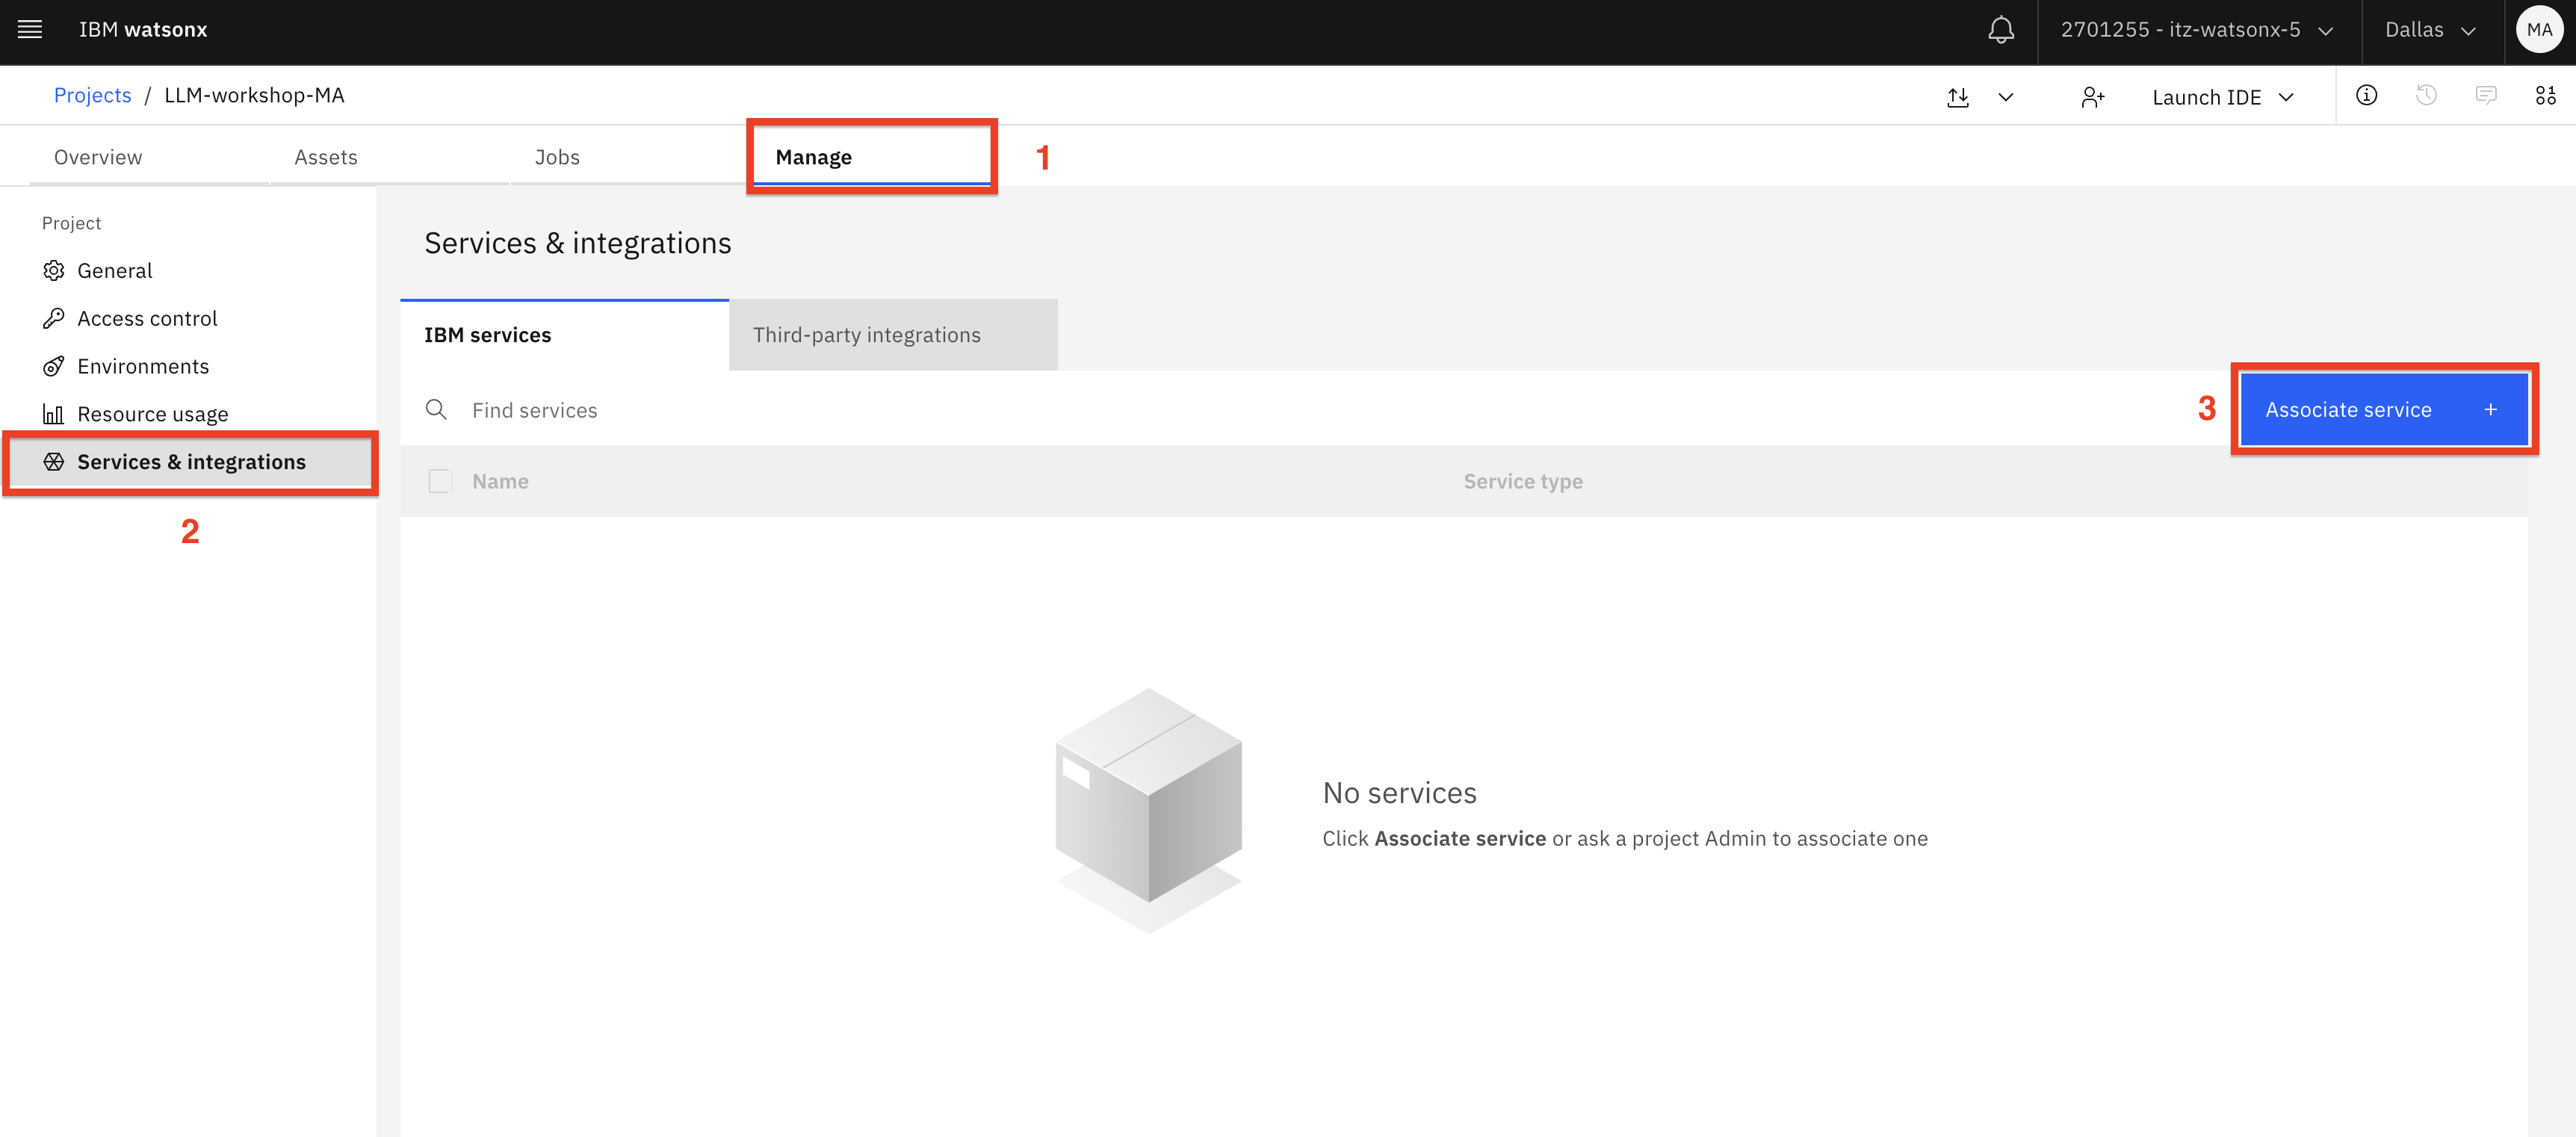 IBM watsonx
2701255 - itz-watsonx-5
Dallas
MA
Projects / LLM-workshop-MA
Launch IDE
Overview
Assets
Jobs
Manage
1
Project
General
Access control
Environments
Resource usage
Services & integrations
2
Services & integrations
IBM services
Third-party integrations
Find services
3
Associate service +
Name
Service type
No services
Click Associate service or ask a project Admin to associate one